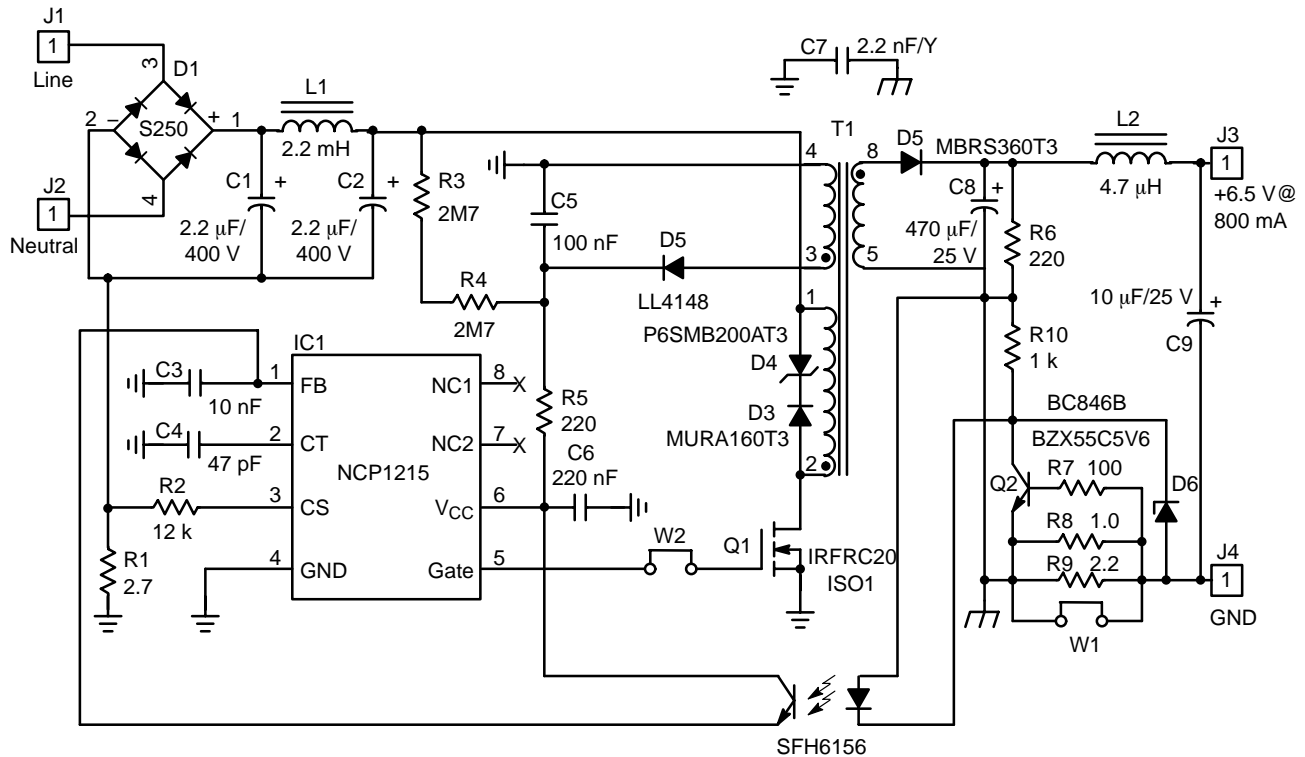 J1
1
Line
3
D1
2
–
S250
+
1
4
J2
1
Neutral
L1
2.2 mH
C1
+
2.2 µF/
400 V
C2
+
2.2 µF/
400 V
R3
2M7
R4
2M7
C5
100 nF
D5
LL4148
C7
2.2 nF/Y
T1
4
3
1
2
8
5
D5
MBRS360T3
C8
+
470 µF/
25 V
R6
220
L2
4.7 µH
J3
1
+6.5 V@
800 mA
10 µF/25 V
+
C9
R10
1 k
P6SMB200AT3
D4
D3
MURA160T3
IC1
C3
10 nF
1
FB
C4
47 pF
2
CT
R2
12 k
3
CS
4
GND
NCP1215
NC1
8
X
NC2
7
X
VCC
6
Gate
5
R1
2.7
R5
220
C6
220 nF
W2
Q1
IRFRC20
ISO1
BC846B
BZX55C5V6
Q2
R7 100
R8 1.0
R9 2.2
D6
W1
J4
1
GND
SFH6156